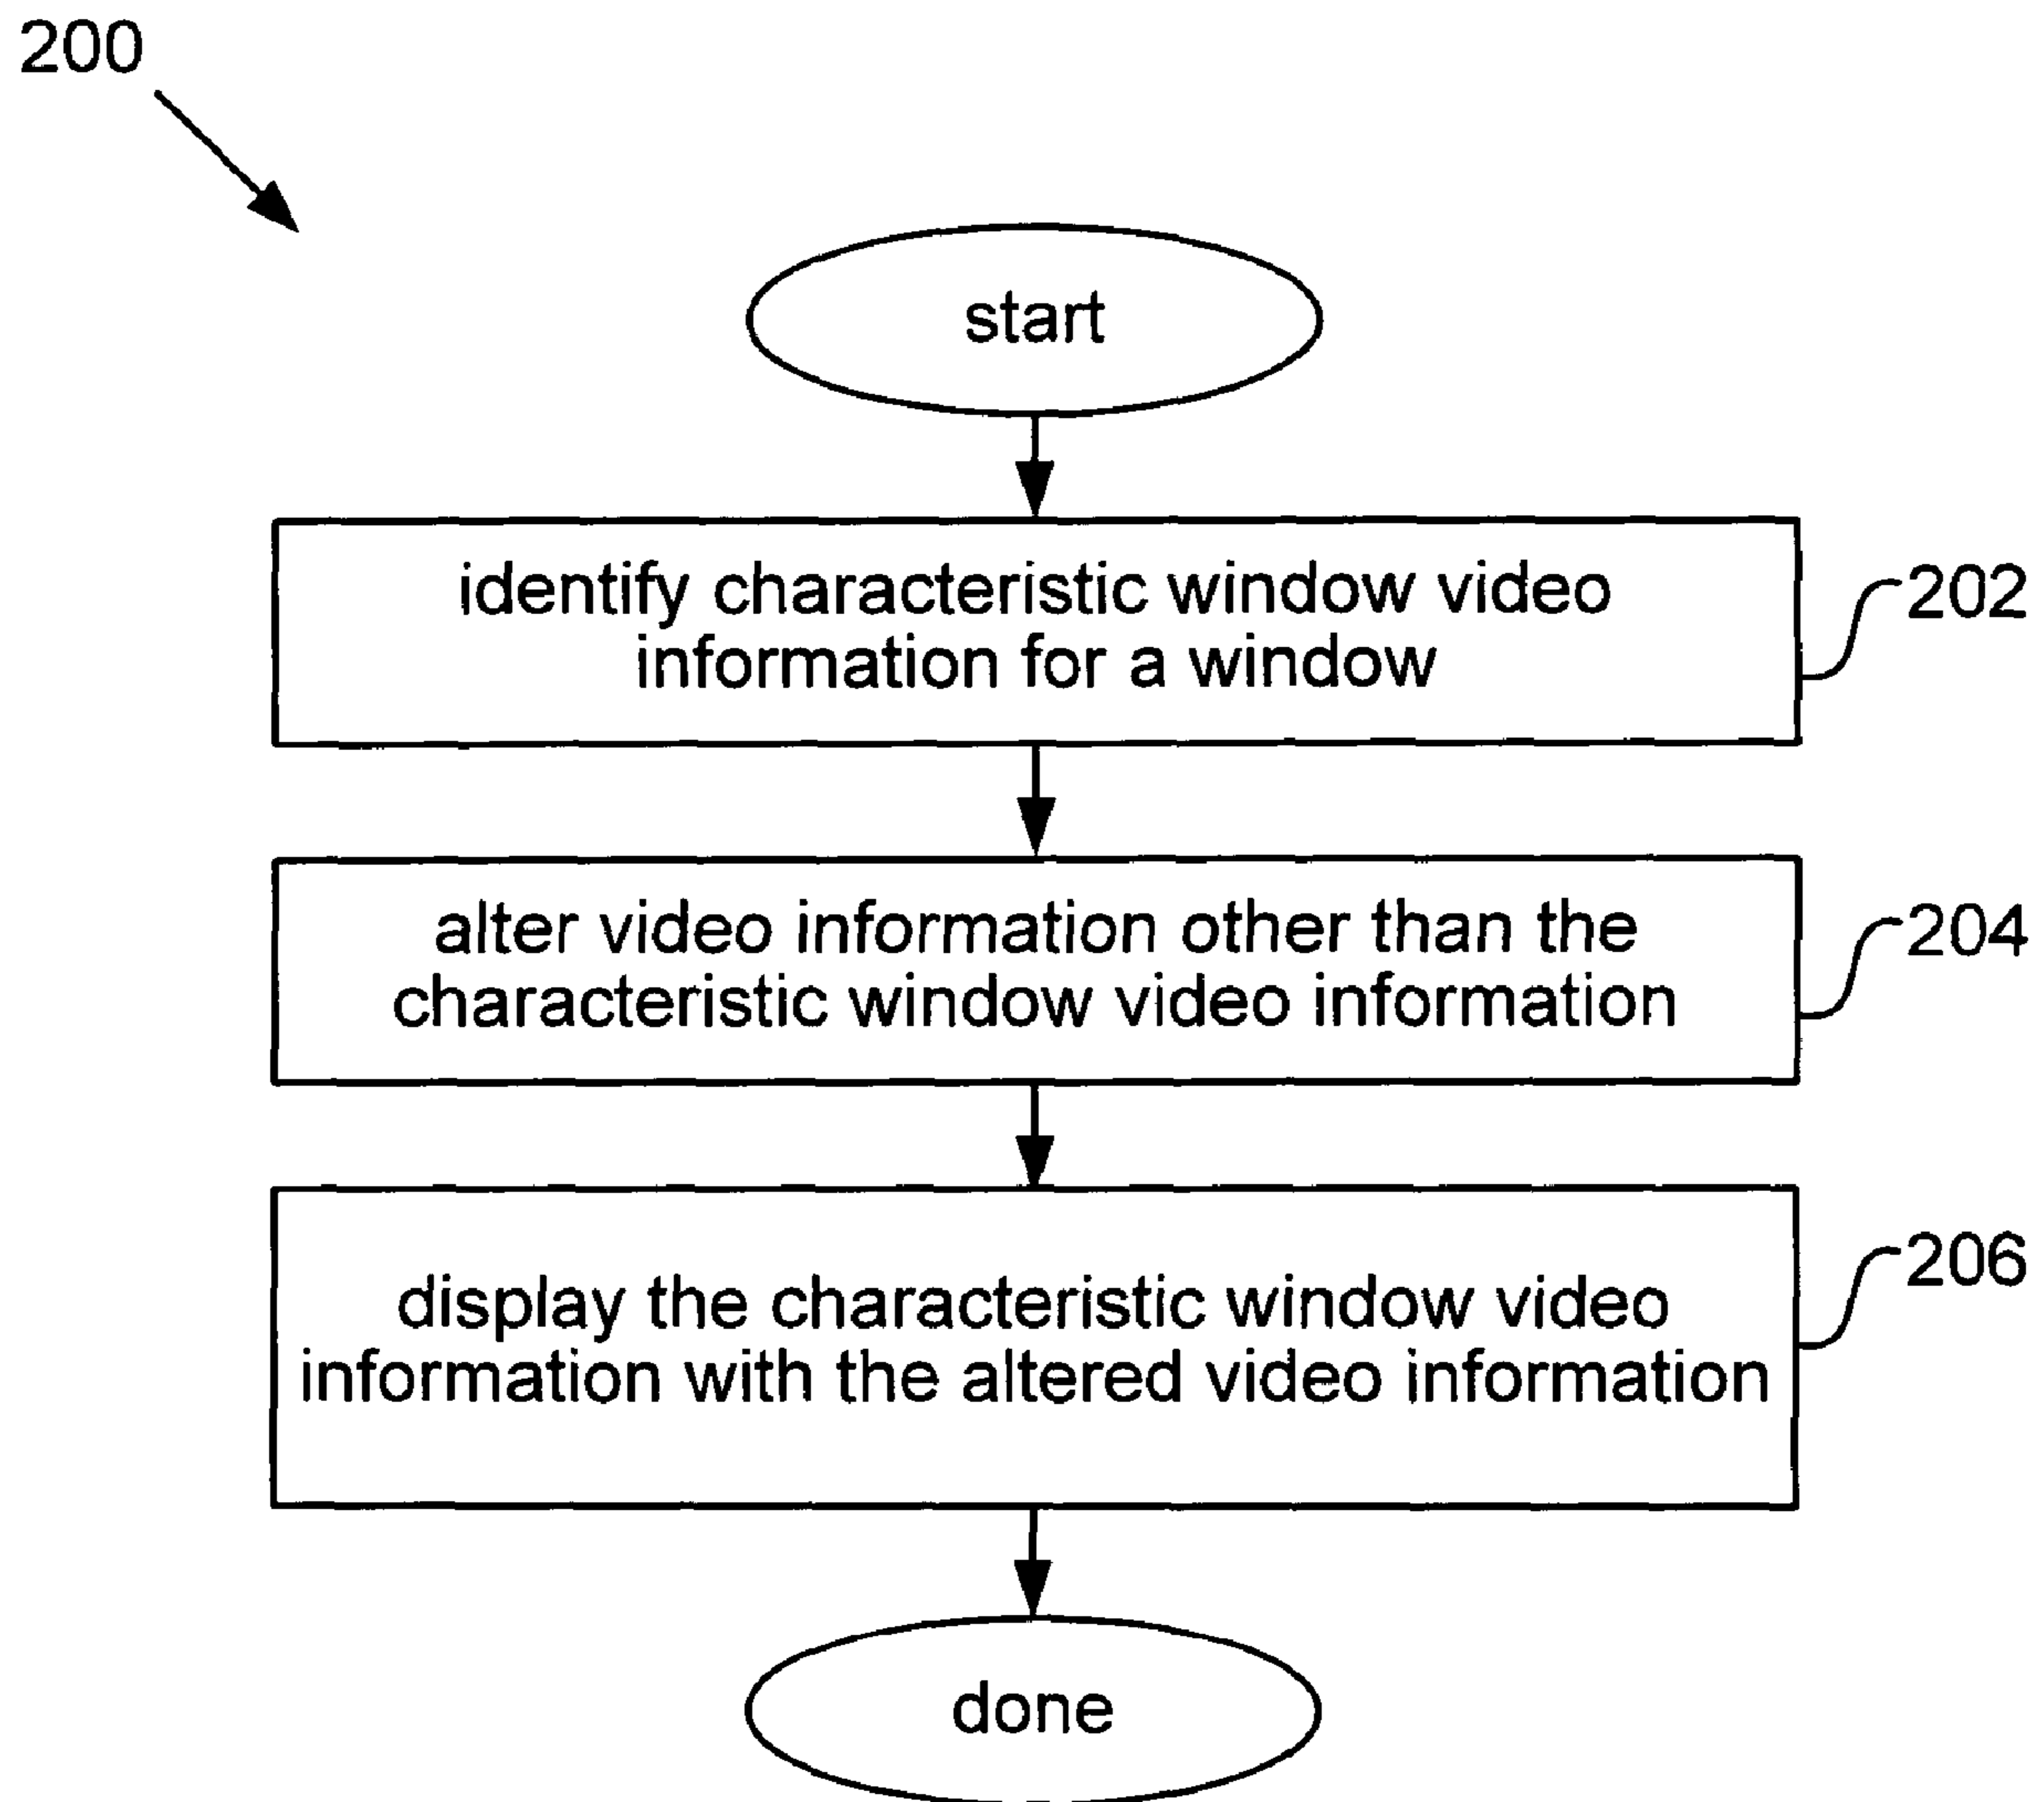 200
start
identify characteristic window video
information for a window
202
alter video information other than the
characteristic window video information
204
display the characteristic window video
information with the altered video information
206
done